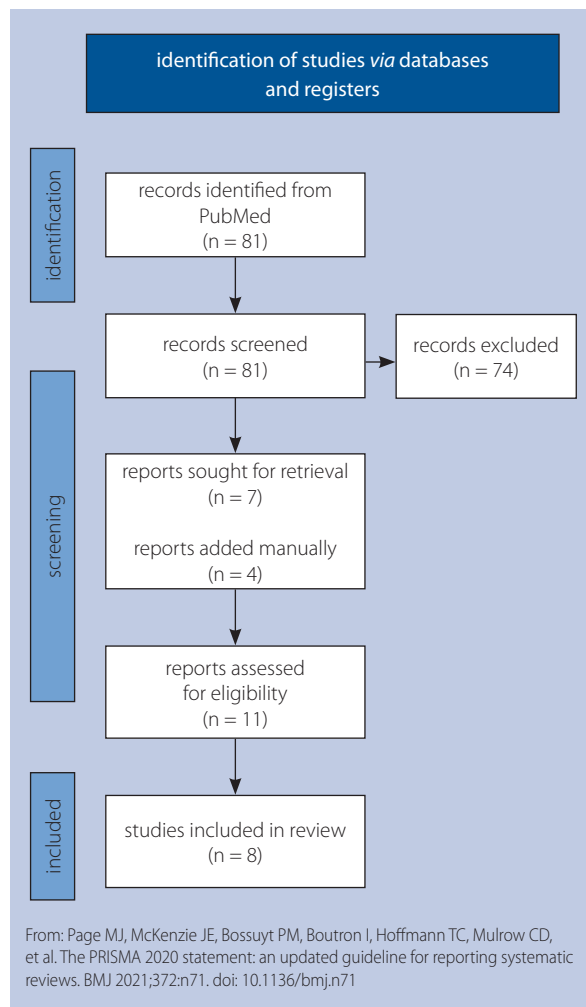 identification of studies via databases
and registers
identification
records identified from
PubMed
(n = 81)
records screened
(n = 81)
records excluded
(n = 74)
screening
reports sought for retrieval
(n = 7)
reports added manually
(n = 4)
reports assessed
for eligibility
(n = 11)
included
studies included in review
(n = 8)
From: Page MJ, McKenzie JE, Bossuyt PM, Boutron I, Hoffmann TC, Mulrow CD,
et al. The PRISMA 2020 statement: an updated guideline for reporting systematic
reviews. BMJ 2021;372:n71. doi: 10.1136/bmj.n71